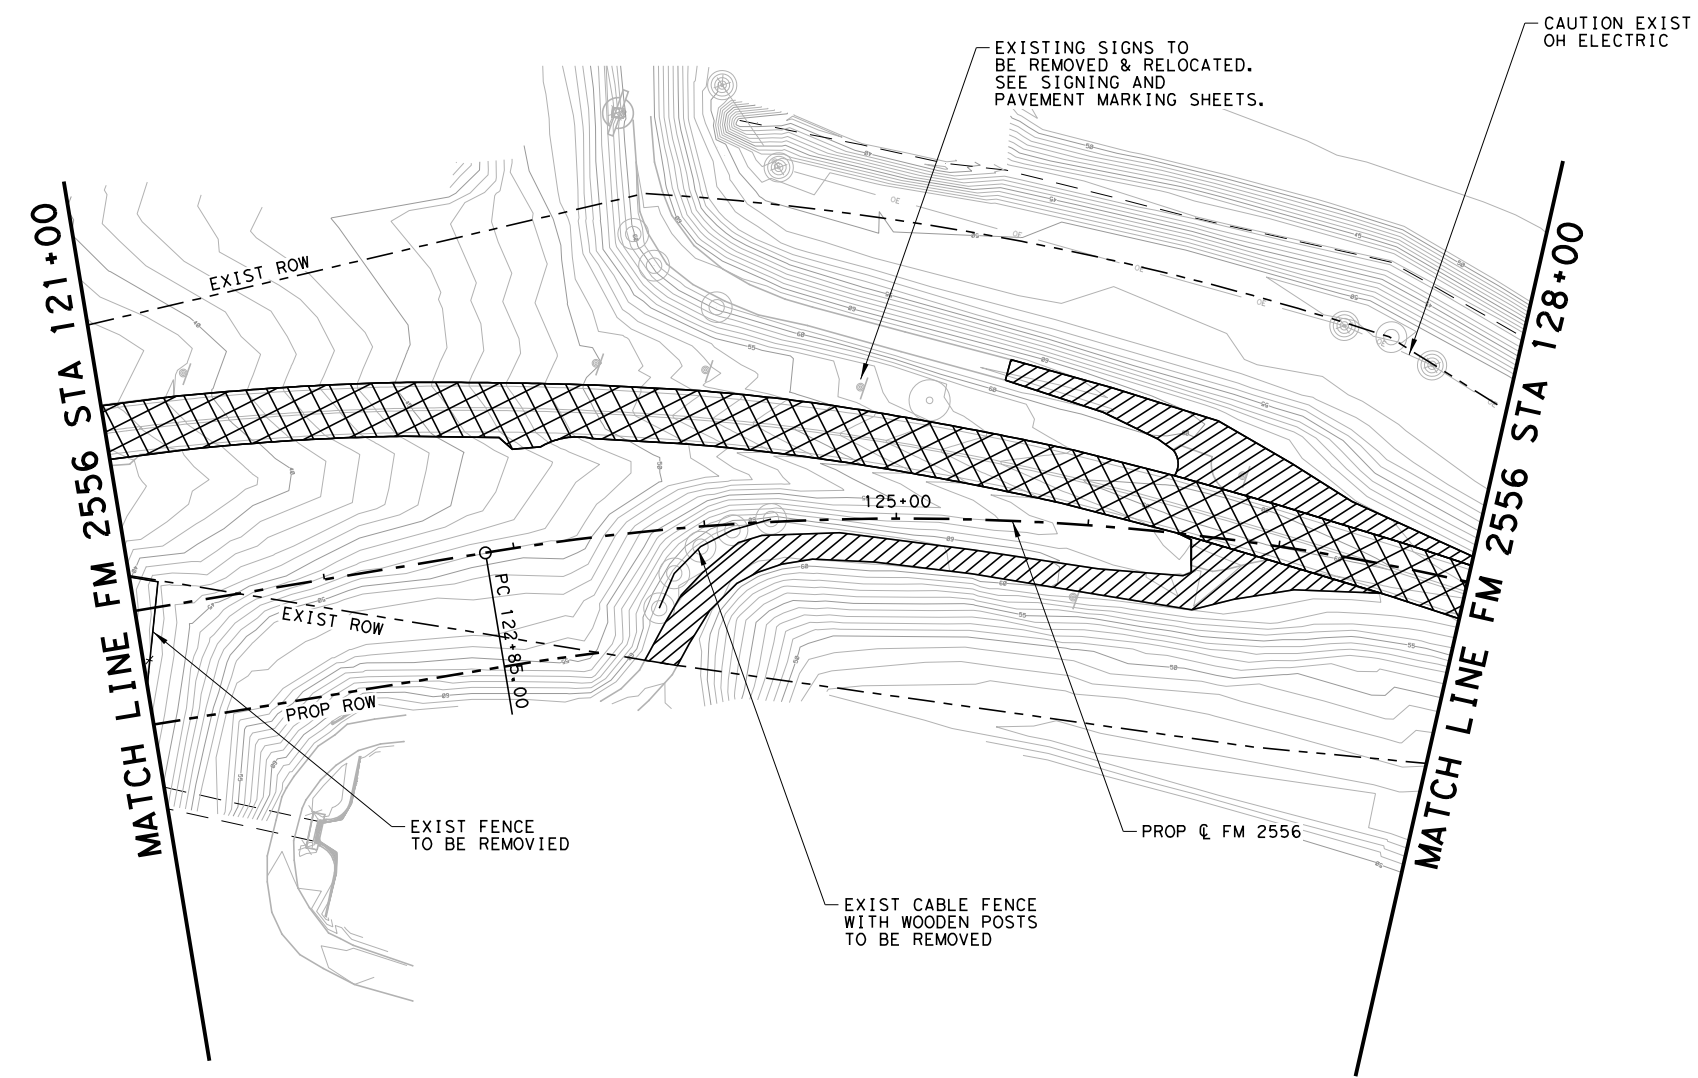 CAUTION EXIST
OH ELECTRIC
EXISTING SIGNS TO
BE REMOVED & RELOCATED.
SEE SIGNING AND
PAVEMENT MARKING SHEETS.
MATCH LINE FM 2556 STA 121+00
EXIST ROW
MATCH LINE FM 2556 STA 128+00
125+00
PC 122+85.00
EXIST ROW
PROP ROW
EXIST FENCE
TO BE REMOVIED
PROP ℄ FM 2556
EXIST CABLE FENCE
WITH WOODEN POSTS
TO BE REMOVED